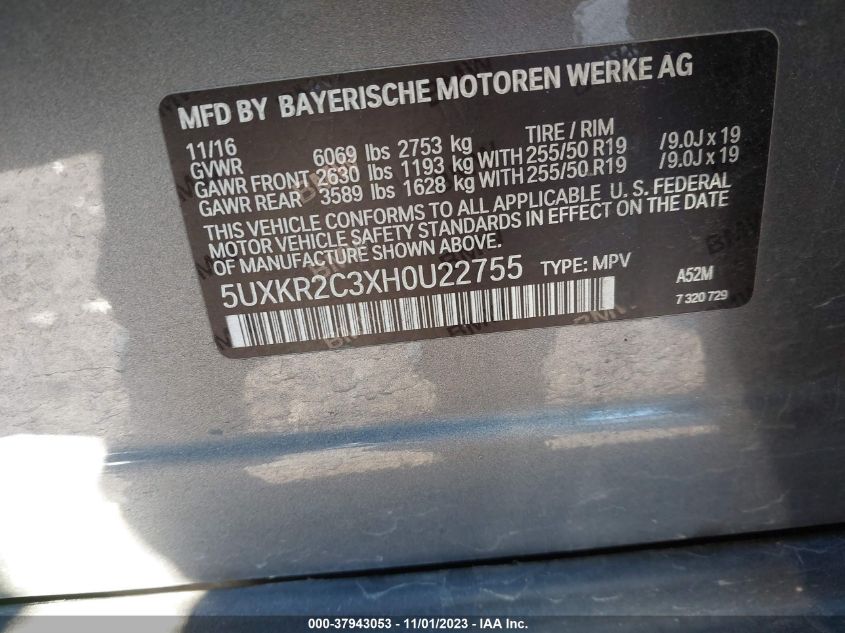 MFD BY BAYERISCHE MOTOREN WERKE AG
11/16 TIRE / RIM
GVWR 6069 lbs 2753 kg
GAWR FRONT 2630 lbs 1193 kg WITH 255/50 R19 /9.0J x 19
GAWR REAR 3589 lbs 1628 kg WITH 255/50 R19 /9.0J x 19
THIS VEHICLE CONFORMS TO ALL APPLICABLE U. S. FEDERAL
MOTOR VEHICLE SAFETY STANDARDS IN EFFECT ON THE DATE
OF MANUFACTURE SHOWN ABOVE.
5UXKR2C3XH0U22755 TYPE: MPV A52M
7 320 729
000-37943053 - 11/01/2023 - IAA Inc.